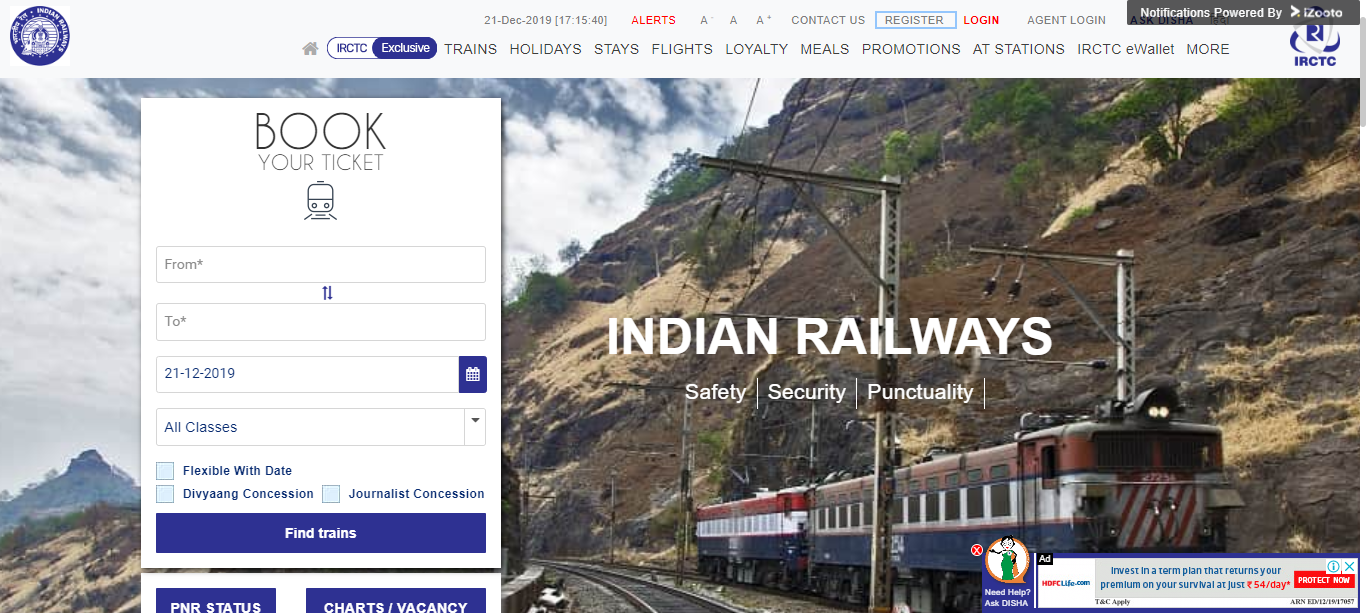 INDIAN RAILWAYS
21-Dec-2019 [17:15:40] ALERTS A- A A+ CONTACT US REGISTER LOGIN AGENT LOGIN ASK DISHA
Notifications Powered By iZooto
IRCTC Exclusive TRAINS HOLIDAYS STAYS FLIGHTS LOYALTY MEALS PROMOTIONS AT STATIONS IRCTC eWallet MORE
IRCTC
BOOK
YOUR TICKET
From*
To*
21-12-2019
All Classes
Flexible With Date
Divyaang Concession Journalist Concession
Find trains
PNR STATUS CHARTS / VACANCY
INDIAN RAILWAYS
Safety Security Punctuality
Need Help?
Ask DISHA
Ad
HDFCLife.com
Invest in a term plan that returns your
premium on your survival at just ₹ 54/day*
PROTECT NOW
T&C Apply ARN ED/12/19/17057